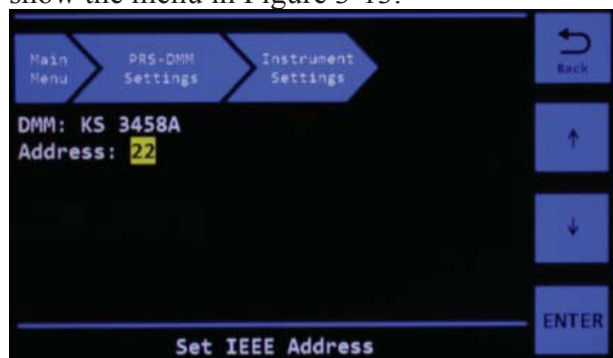 show the menu in Figure 3-13.
Main Menu
PRS-DMM Settings
Instrument Settings
Back
DMM: KS 3458A
Address: 22
↑
↓
ENTER
Set IEEE Address